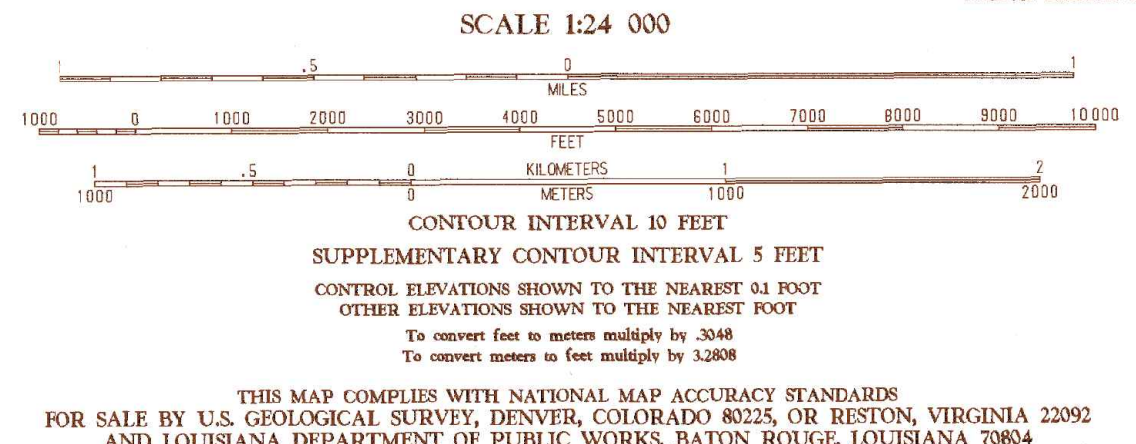 SCALE 1:24 000
1 .5 0 1
MILES
1000 0 1000 2000 3000 4000 5000 6000 7000 8000 9000 10 000
FEET
1 .5 0 KILOMETERS 1 2
1000 0 METERS 1000 2000
CONTOUR INTERVAL 10 FEET
SUPPLEMENTARY CONTOUR INTERVAL 5 FEET
CONTROL ELEVATIONS SHOWN TO THE NEAREST 0.1 FOOT
OTHER ELEVATIONS SHOWN TO THE NEAREST FOOT
To convert feet to meters multiply by .3048
To convert meters to feet multiply by 3.2808
THIS MAP COMPLIES WITH NATIONAL MAP ACCURACY STANDARDS
FOR SALE BY U.S. GEOLOGICAL SURVEY, DENVER, COLORADO 80225, OR RESTON, VIRGINIA 22092
AND LOUISIANA DEPARTMENT OF PUBLIC WORKS, BATON ROUGE, LOUISIANA 70804